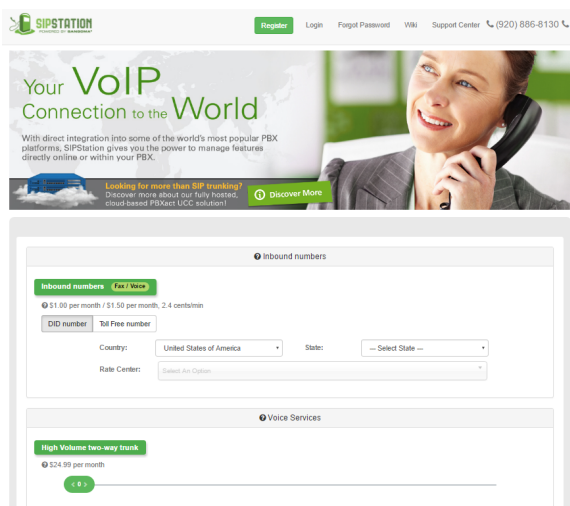 SIPSTATION
POWERED BY SANGOMA
Register Login Forgot Password Wiki Support Center (920) 886-8130
Your VoIP
Connection to the World
With direct integration into some of the world's most popular PBX
platforms, SIPStation gives you the power to manage features
directly online or within your PBX.
Looking for more than SIP trunking?
Discover more about our fully hosted,
cloud-based PBXact UCC solution!
Discover More
Inbound numbers
Inbound numbers Fax / Voice
$1.00 per month / $1.50 per month, 2.4 cents/min
DID number Toll Free number
Country: United States of America State: --- Select State ---
Rate Center: Select An Option
Voice Services
High Volume two-way trunk
$24.99 per month
< 0 >